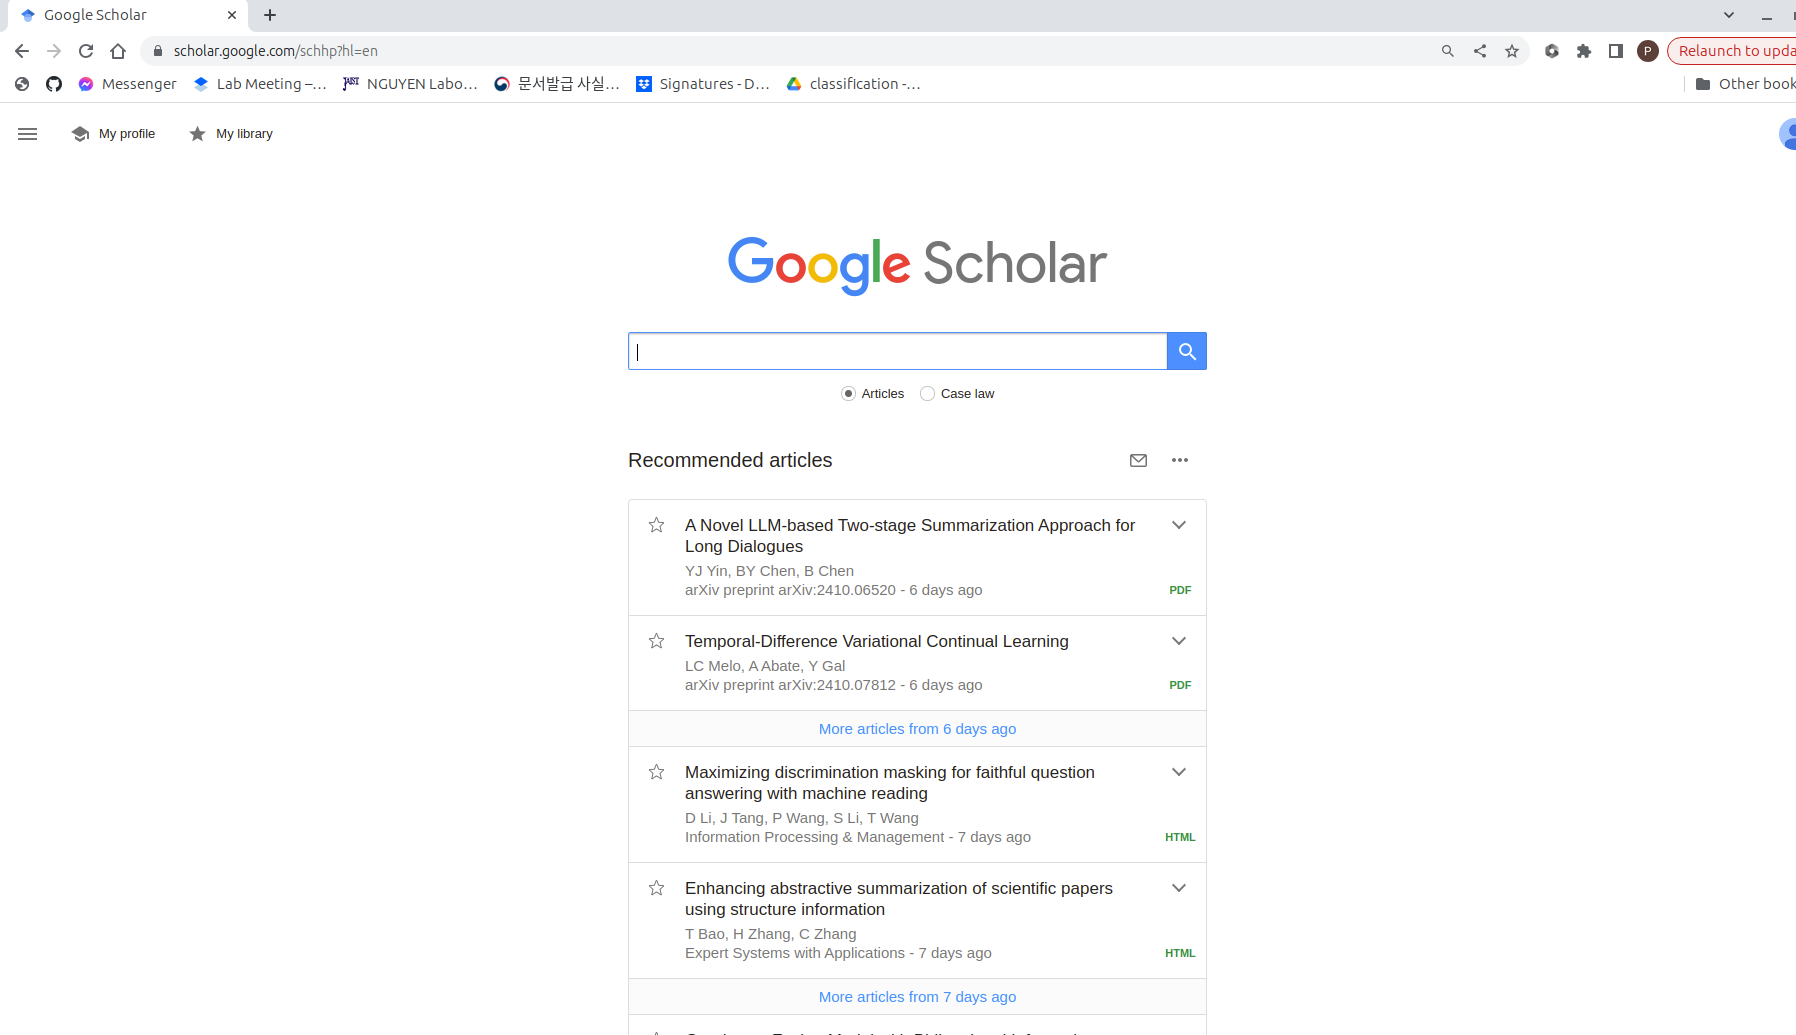 Google Scholar
scholar.google.com/schhp?hl=en
P
Relaunch to upda
Messenger
Lab Meeting –...
NGUYEN Labo...
문서발급 사실...
Signatures - D...
classification -...
Other book
My profile
My library
Google Scholar
Articles
Case law
Recommended articles
A Novel LLM-based Two-stage Summarization Approach for
Long Dialogues
YJ Yin, BY Chen, B Chen
arXiv preprint arXiv:2410.06520 - 6 days ago
PDF
Temporal-Difference Variational Continual Learning
LC Melo, A Abate, Y Gal
arXiv preprint arXiv:2410.07812 - 6 days ago
PDF
More articles from 6 days ago
Maximizing discrimination masking for faithful question
answering with machine reading
D Li, J Tang, P Wang, S Li, T Wang
Information Processing & Management - 7 days ago
HTML
Enhancing abstractive summarization of scientific papers
using structure information
T Bao, H Zhang, C Zhang
Expert Systems with Applications - 7 days ago
HTML
More articles from 7 days ago